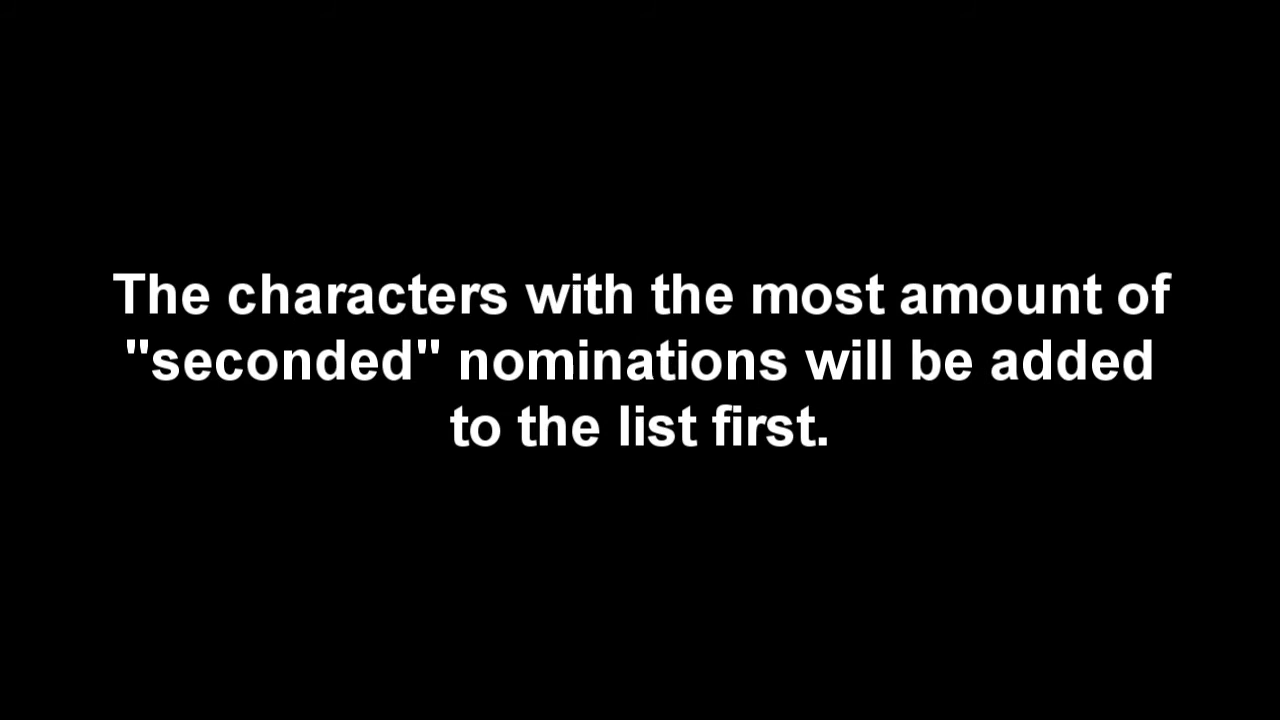 The characters with the most amount of
"seconded" nominations will be added
to the list first.